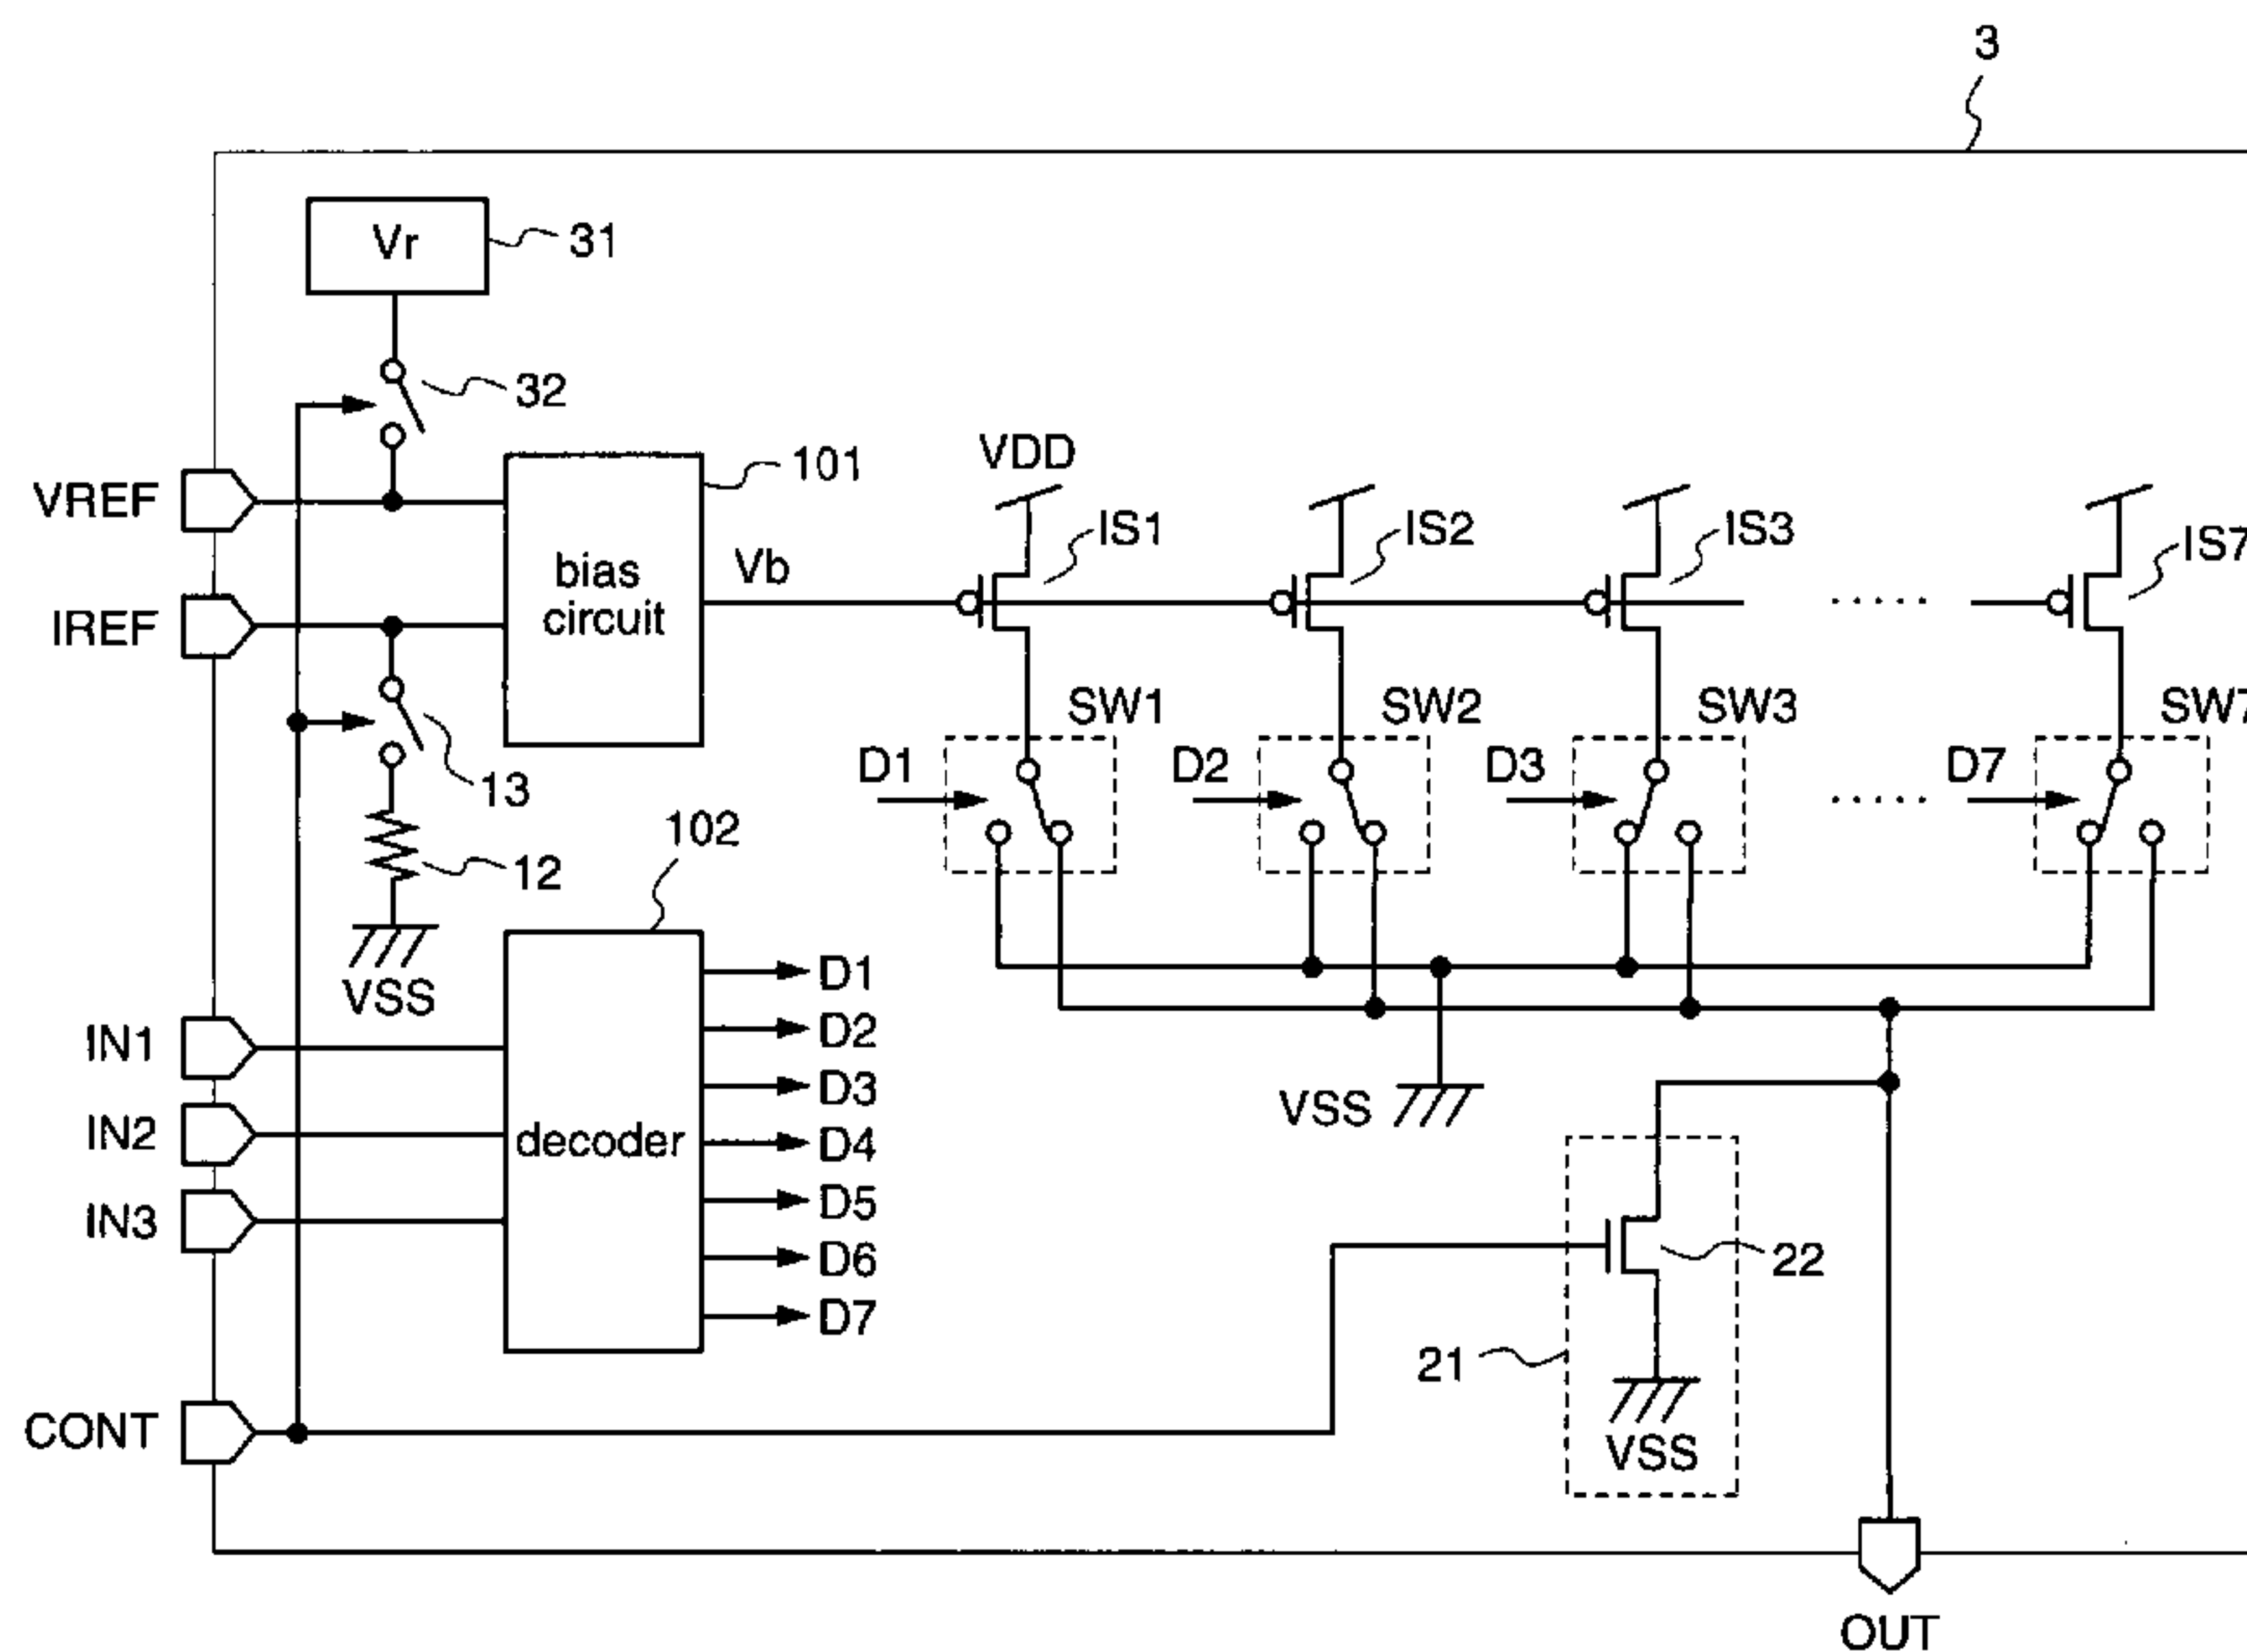 3
Vr
31
32
VREF
101
VDD
IS1
IS2
IS3
IS7
bias
circuit
Vb
IREF
SW1
SW2
SW3
SW7
D1
D2
D3
D7
13
12
VSS
102
IN1
IN2
IN3
decoder
D1
D2
D3
D4
D5
D6
D7
VSS
22
21
VSS
CONT
OUT